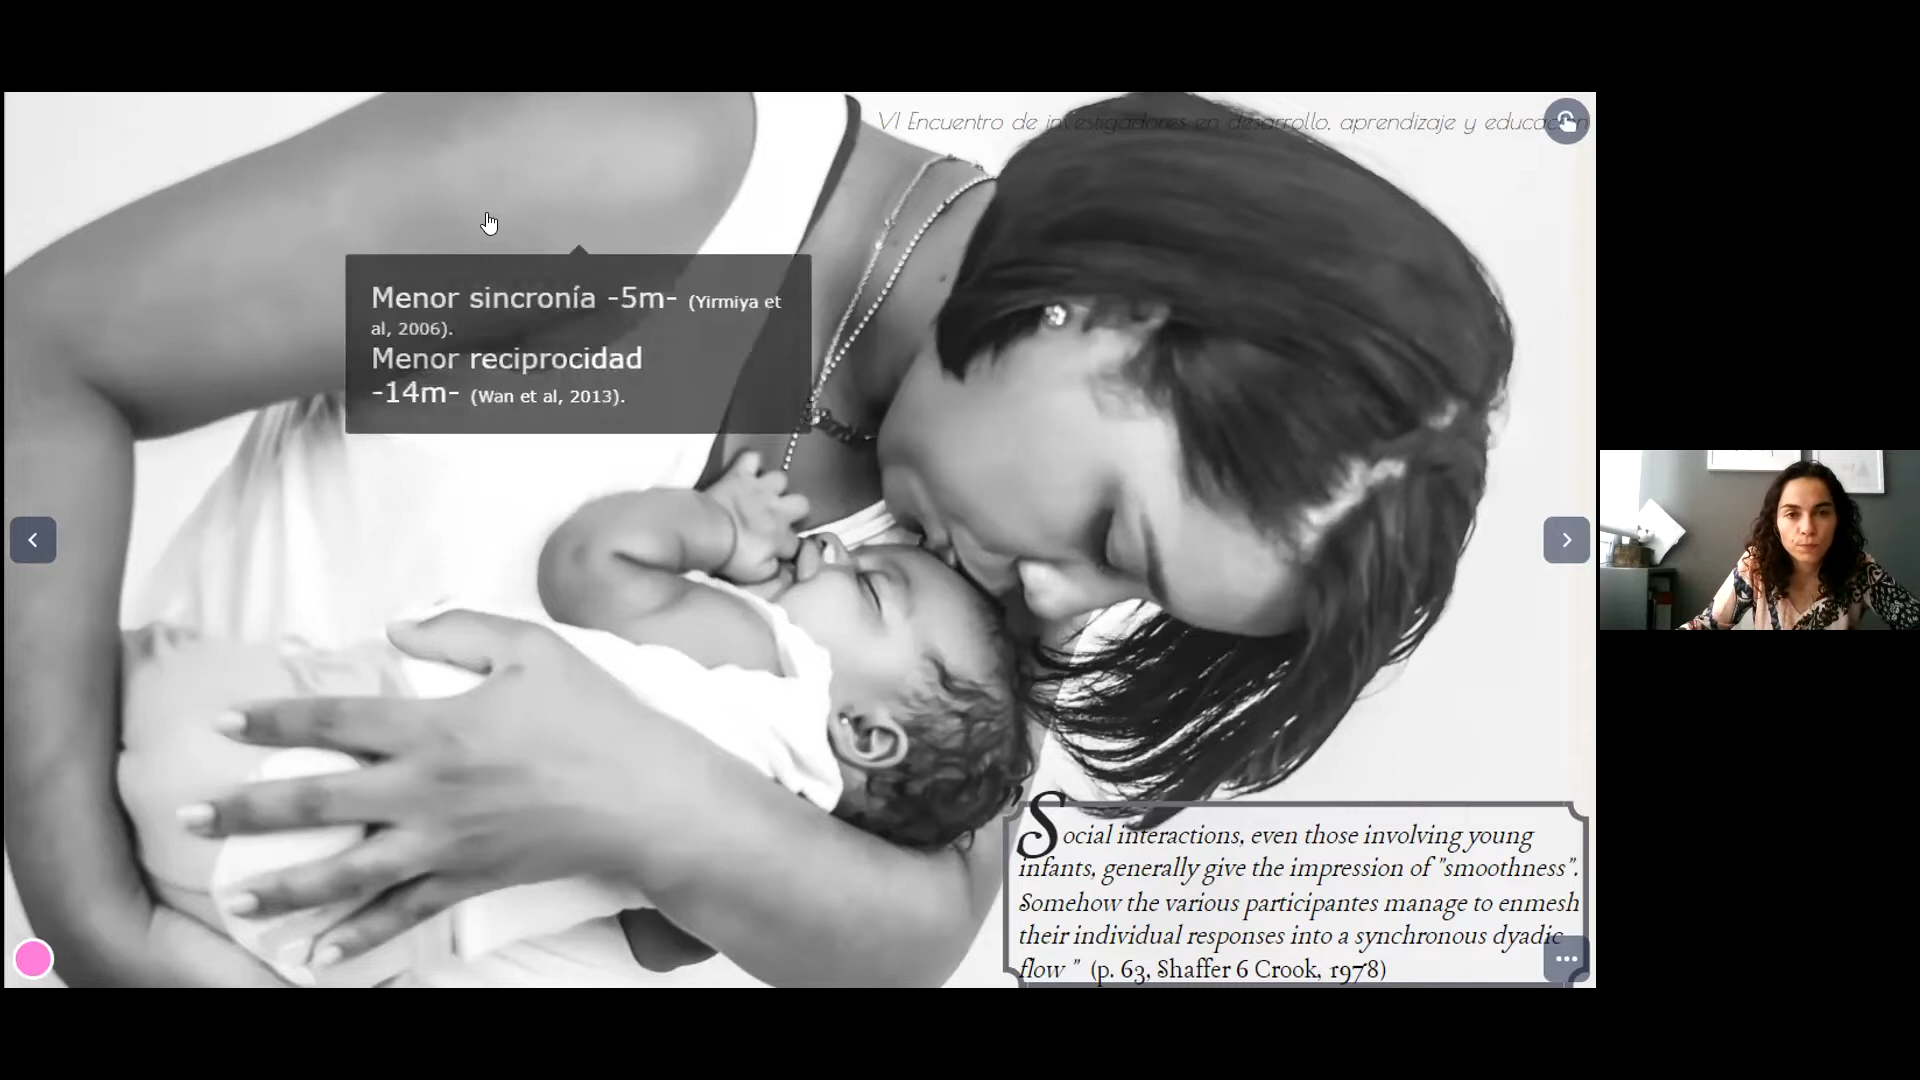 VI Encuentro de investigadores en desarrollo, aprendizaje y educación
Menor sincronía -5m- (Yirmiya et
al, 2006).
Menor reciprocidad
-14m- (Wan et al, 2013).
"Social interactions, even those involving young
infants, generally give the impression of "smoothness".
Somehow the various participantes manage to enmesh
their individual responses into a synchronous dyadic
flow " (p. 63, Shaffer 6 Crook, 1978)